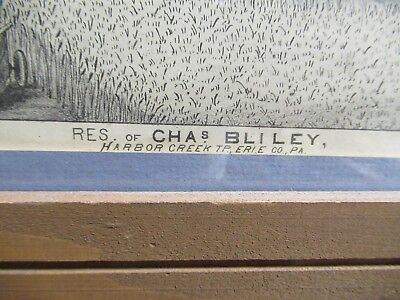 RES. OF CHAS BLILEY,
HARBOR CREEK TP., ERIE CO., PA.